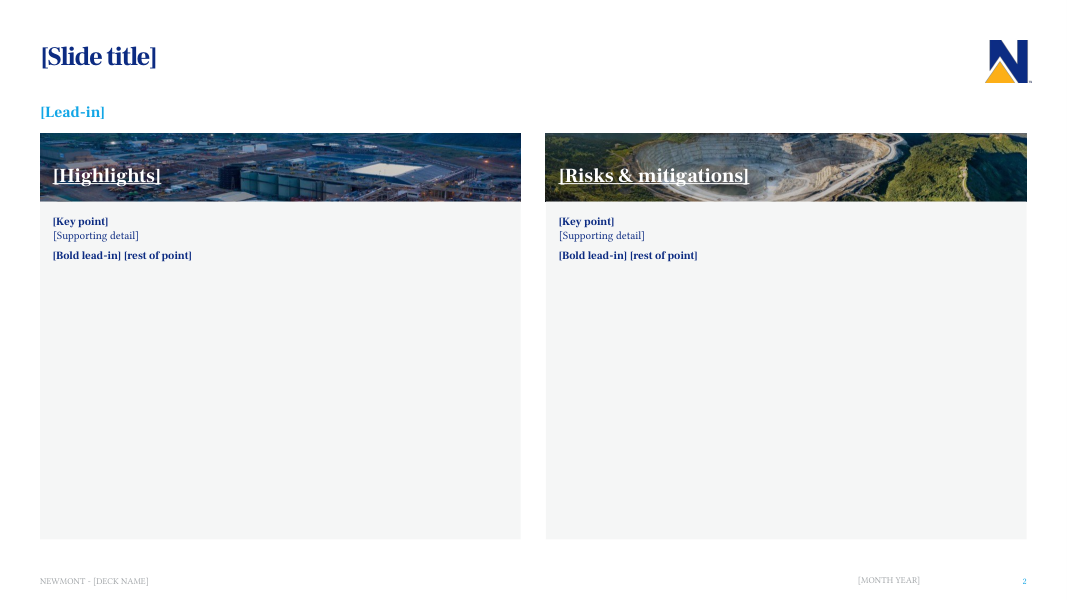 [Slide title]
[Lead-in]
[Highlights]
[Key point]
[Supporting detail]
[Bold lead-in] [rest of point]
[Risks & mitigations]
[Key point]
[Supporting detail]
[Bold lead-in] [rest of point]
NEWMONT - [DECK NAME]
[MONTH YEAR]
2